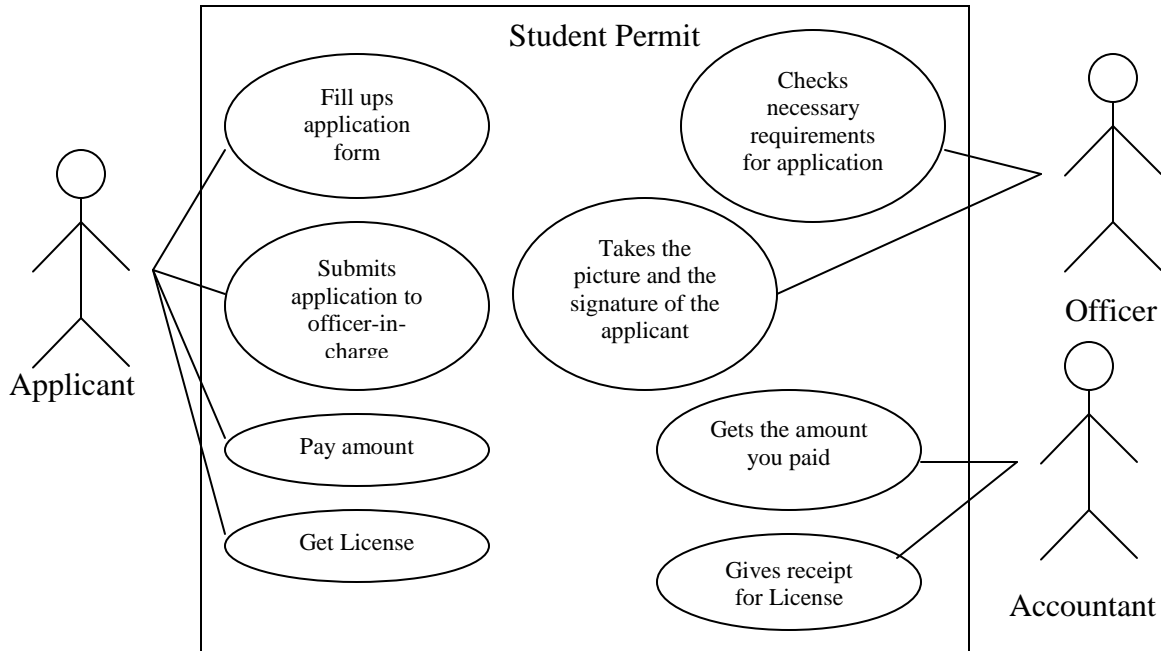 Student Permit
Fill ups
application
form
Submits
application to
officer-in-
charge
Pay amount
Get License
Checks
necessary
requirements
for application
Takes the
picture and the
signature of the
applicant
Gets the amount
you paid
Gives receipt
for License
Applicant
Officer
Accountant